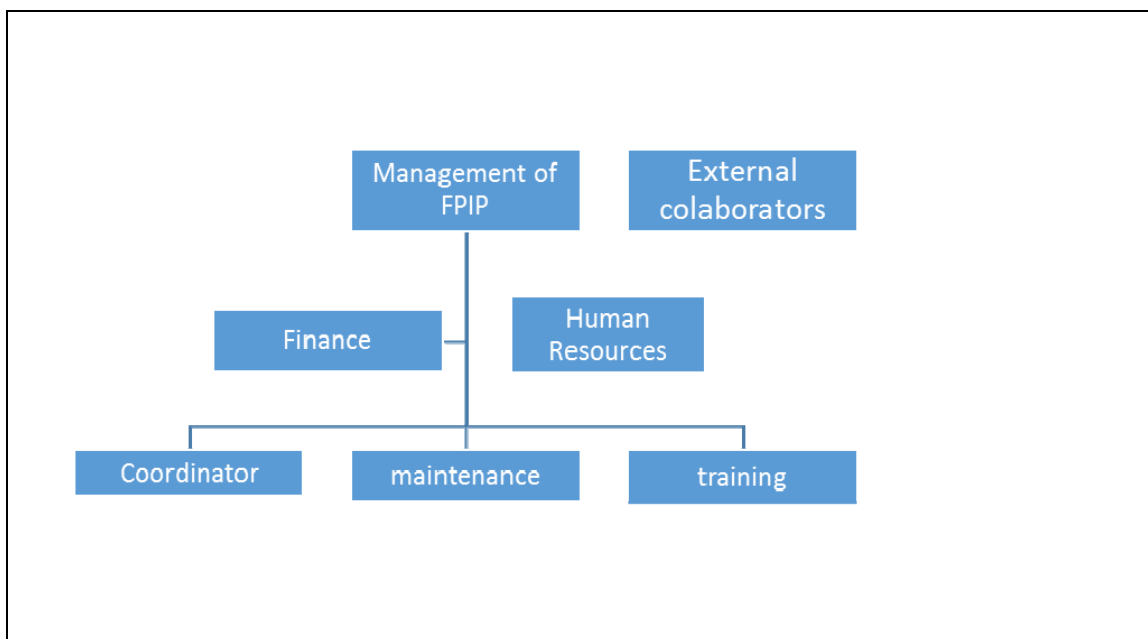 Management of
FPIP
External
colaborators
Finance
Human
Resources
Coordinator
maintenance
training